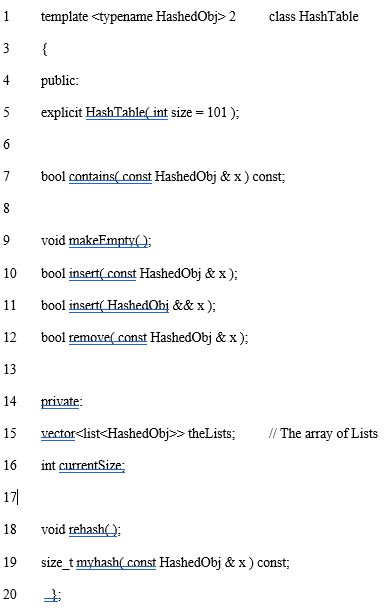 1 template <typename HashedObj> 2 class HashTable
3 {
4 public:
5 explicit HashTable( int size = 101 );
6
7 bool contains( const HashedObj & x ) const;
8
9 void makeEmpty( );
10 bool insert( const HashedObj & x );
11 bool insert( HashedObj && x );
12 bool remove( const HashedObj & x );
13
14 private:
15 vector<list<HashedObj>> theLists; // The array of Lists
16 int currentSize;
17
18 void rehash( );
19 size_t myhash( const HashedObj & x ) const;
20 };